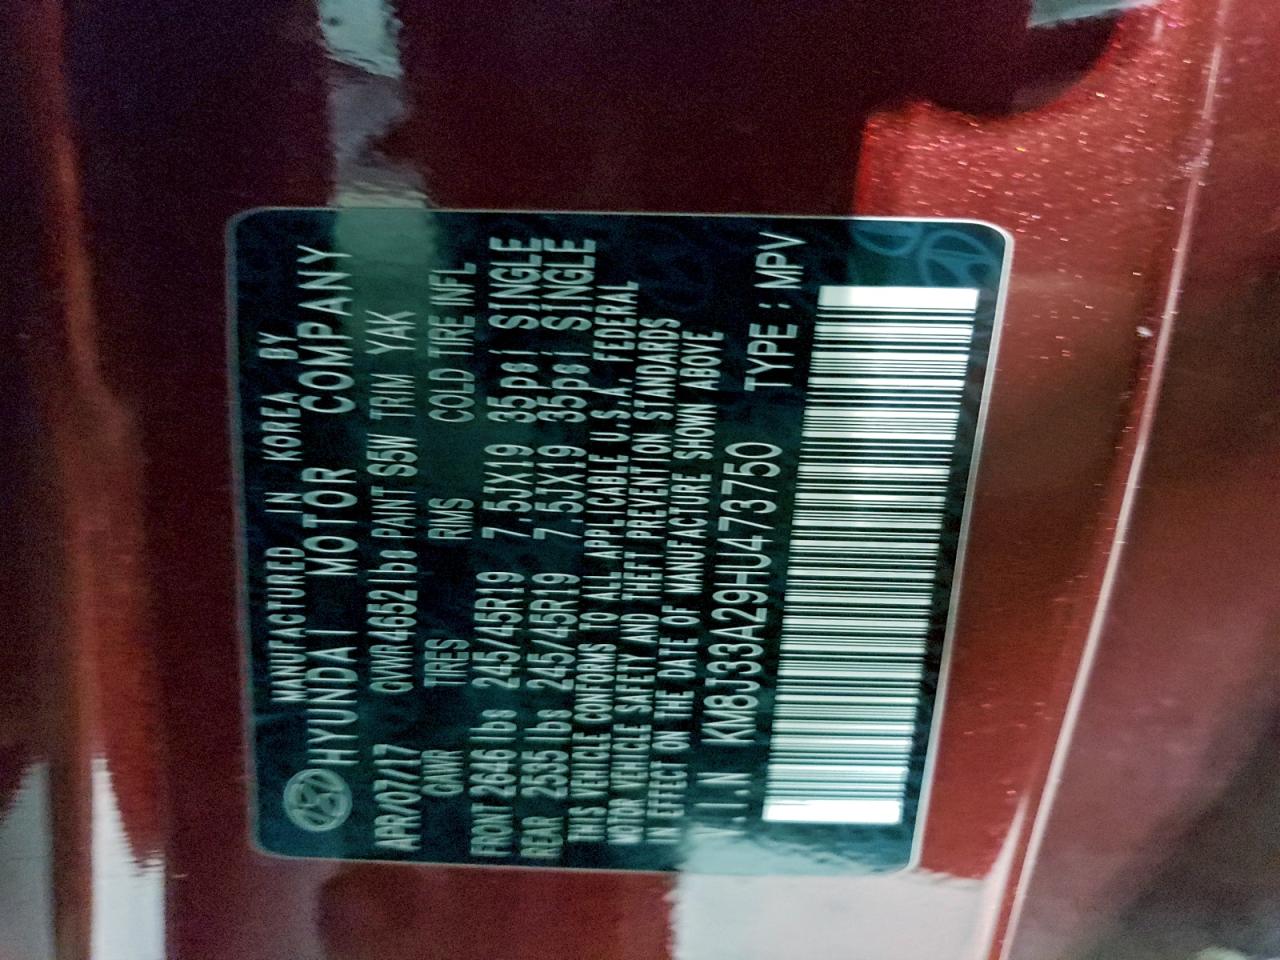 MANUFACTURED IN KOREA BY
HYUNDAI MOTOR COMPANY
APR/07/17 GVWR 4652 lbs PAINT S5W TRIM YAK
GAWR TIRES RMS COLD TIRE INFL
FRONT 2646 lbs 245/45R19 7.5JX19 35psi SINGLE
REAR 2535 lbs 245/45R19 7.5JX19 35psi SINGLE
THIS VEHICLE CONFORMS TO ALL APPLICABLE U.S.A. FEDERAL
MOTOR VEHICLE SAFETY AND THEFT PREVENTION STANDARDS
IN EFFECT ON THE DATE OF MANUFACTURE SHOWN ABOVE
V.I.N KM8J33A29HU473750 TYPE : MPV